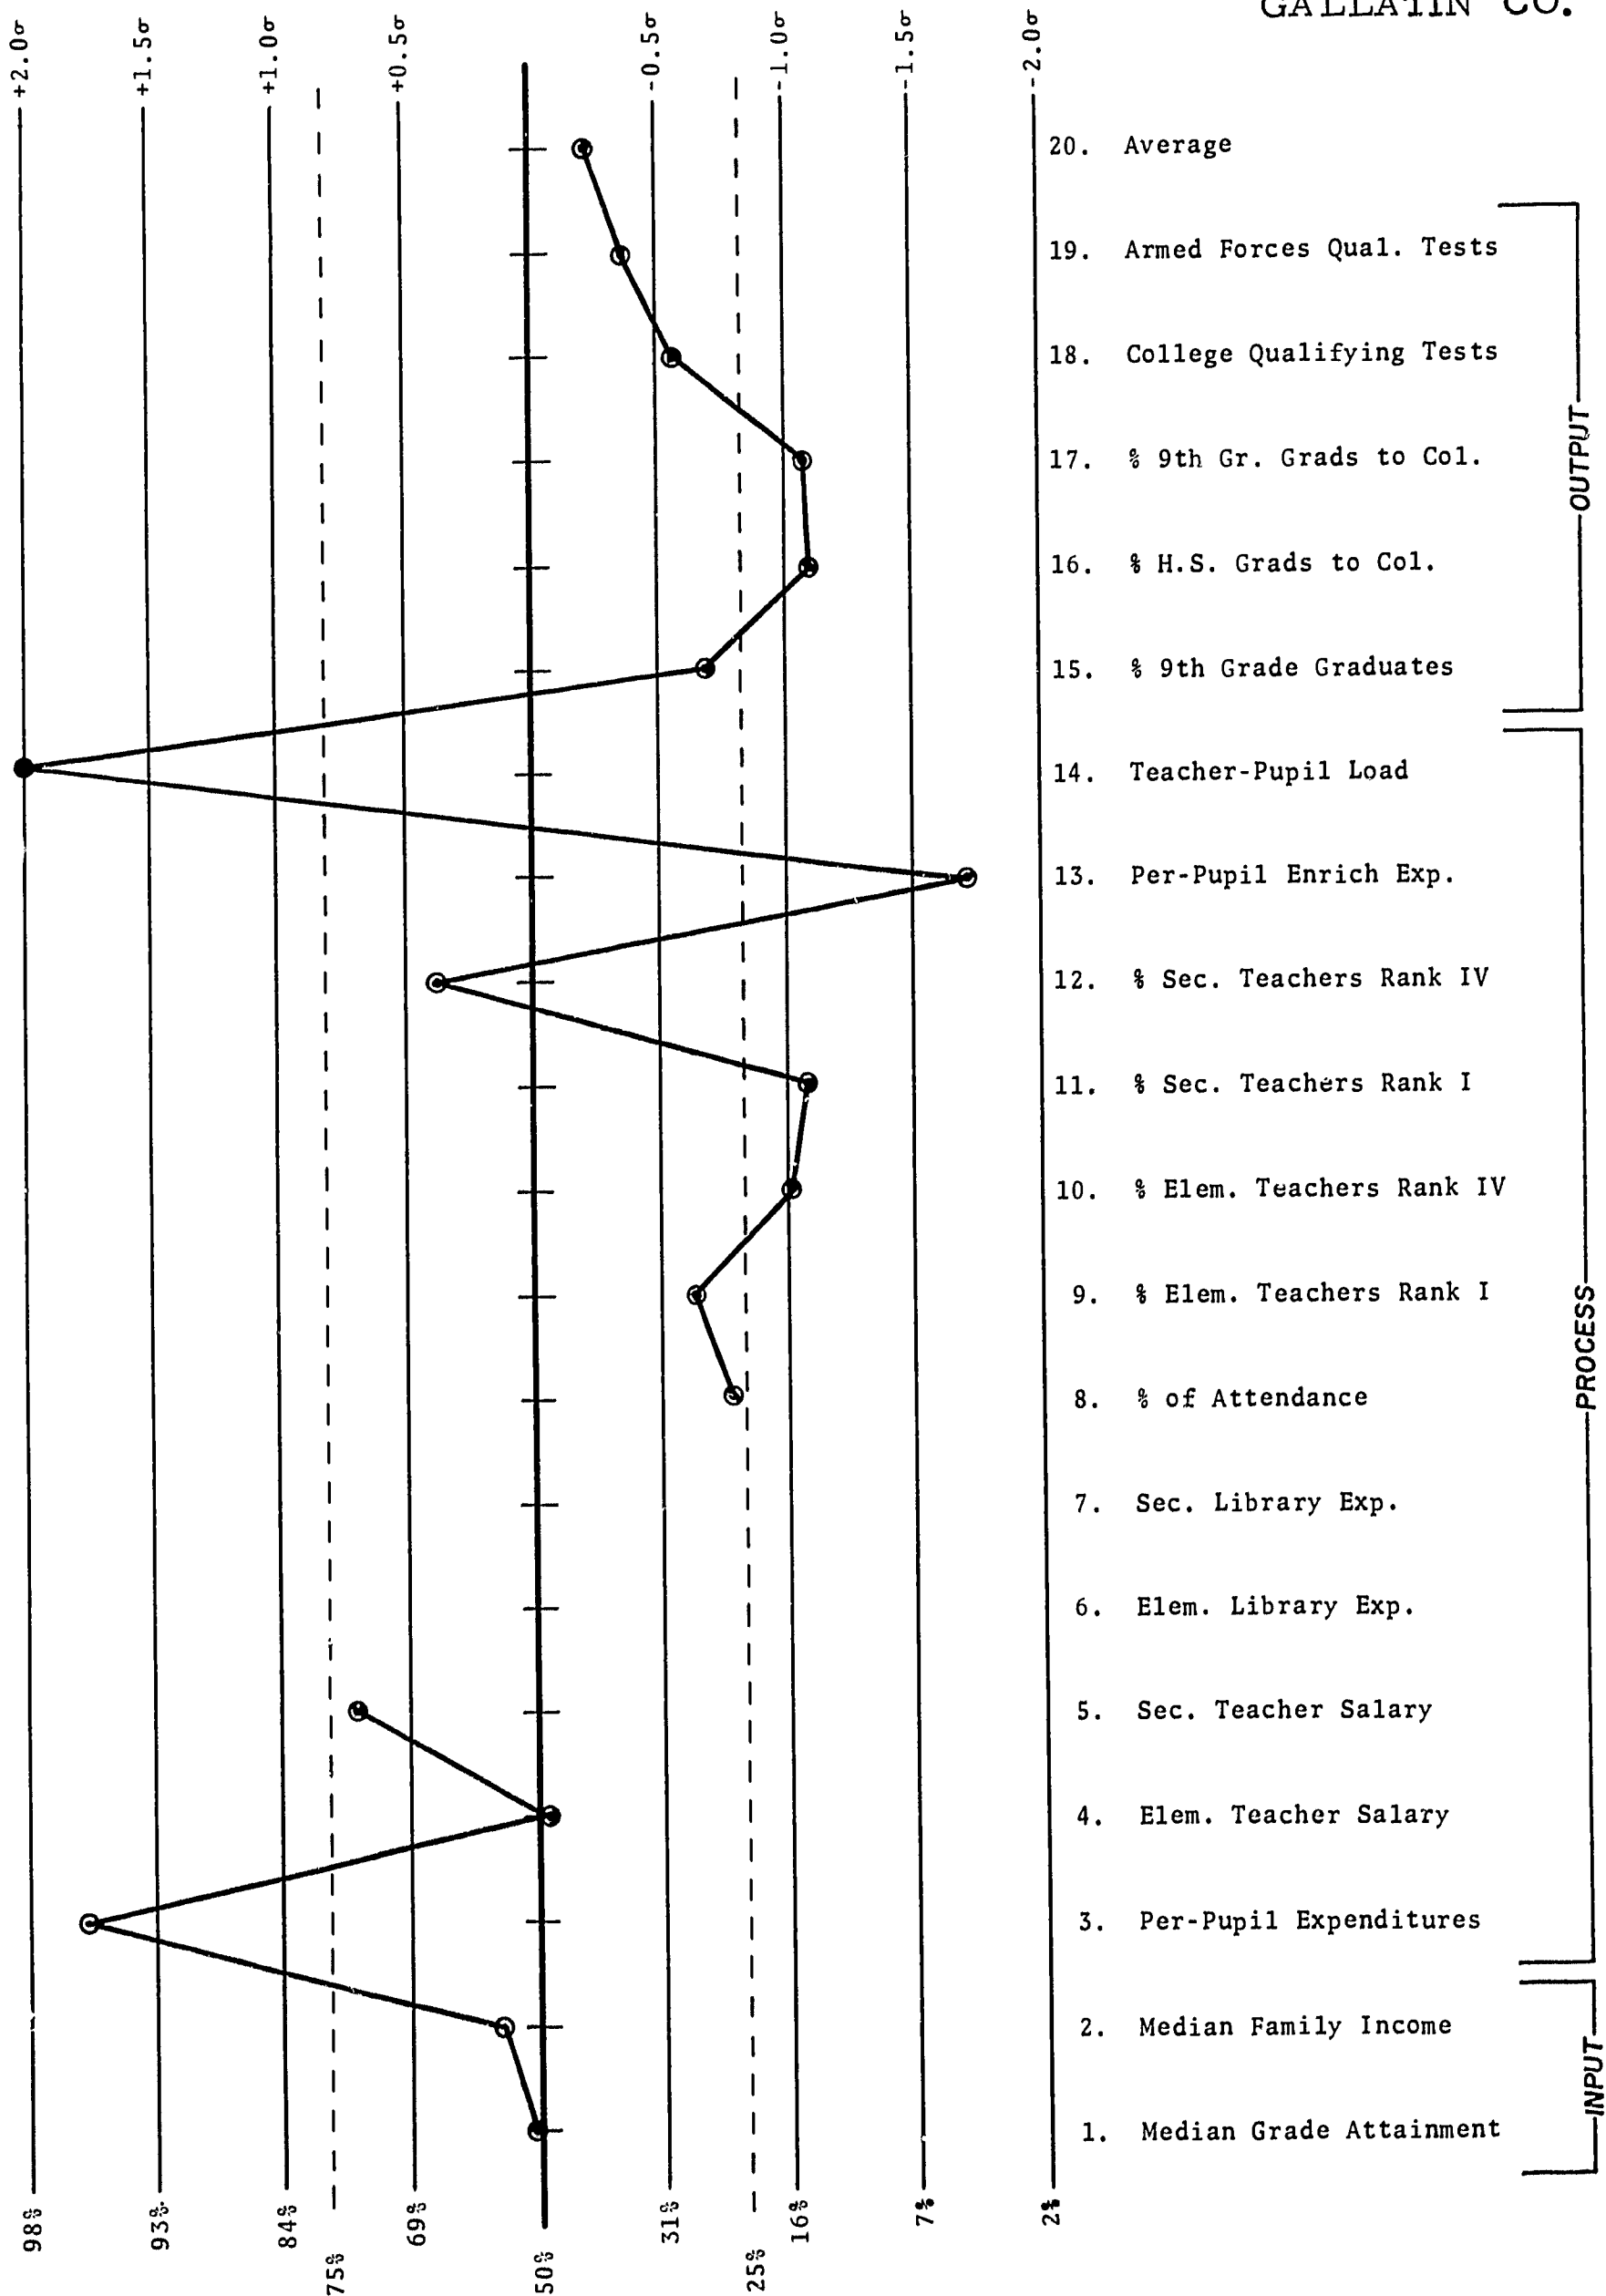 GALLATIN CO.
+2.0σ
+1.5σ
+1.0σ
+0.5σ
-0.5σ
-1.0σ
-1.5σ
-2.0σ
20. Average
19. Armed Forces Qual. Tests
18. College Qualifying Tests
17. % 9th Gr. Grads to Col.
16. % H.S. Grads to Col.
15. % 9th Grade Graduates
OUTPUT
14. Teacher-Pupil Load
13. Per-Pupil Enrich Exp.
12. % Sec. Teachers Rank IV
11. % Sec. Teachers Rank I
10. % Elem. Teachers Rank IV
9. % Elem. Teachers Rank I
8. % of Attendance
7. Sec. Library Exp.
6. Elem. Library Exp.
5. Sec. Teacher Salary
4. Elem. Teacher Salary
3. Per-Pupil Expenditures
PROCESS
2. Median Family Income
1. Median Grade Attainment
INPUT
98%
93%
84%
75%
69%
50%
31%
25%
16%
7%
2%